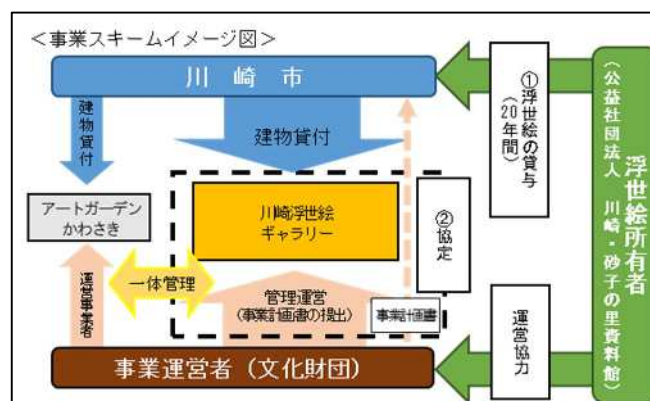 ＜事業スキームイメージ図＞
川崎市
建物貸付
建物貸付
①浮世絵の貸与
（20年間）
浮世絵所有者
（公益社団法人　川崎・砂子の里資料館）
アートガーデン
かわさき
川崎浮世絵
ギャラリー
②協定
運営事業者
一体管理
管理運営
（事業計画書の提出）
事業計画書
運営協力
事業運営者（文化財団）